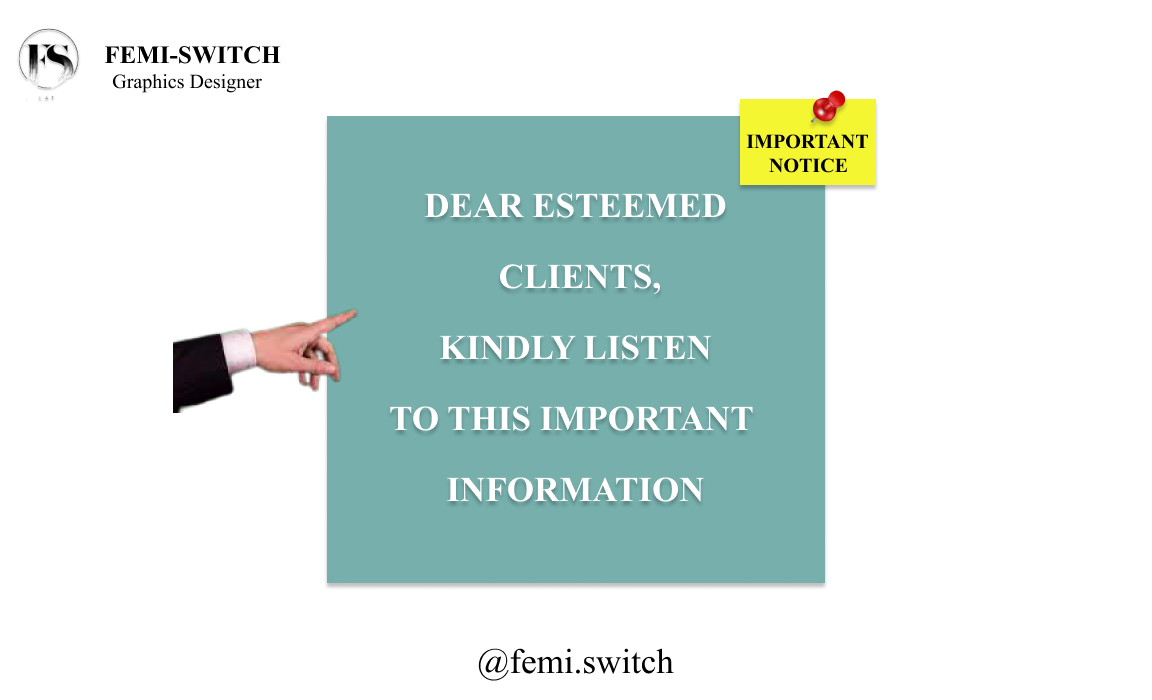 FS
FEMI-SWITCH
Graphics Designer
IMPORTANT
NOTICE
DEAR ESTEEMED
CLIENTS,
KINDLY LISTEN
TO THIS IMPORTANT
INFORMATION
@femi.switch